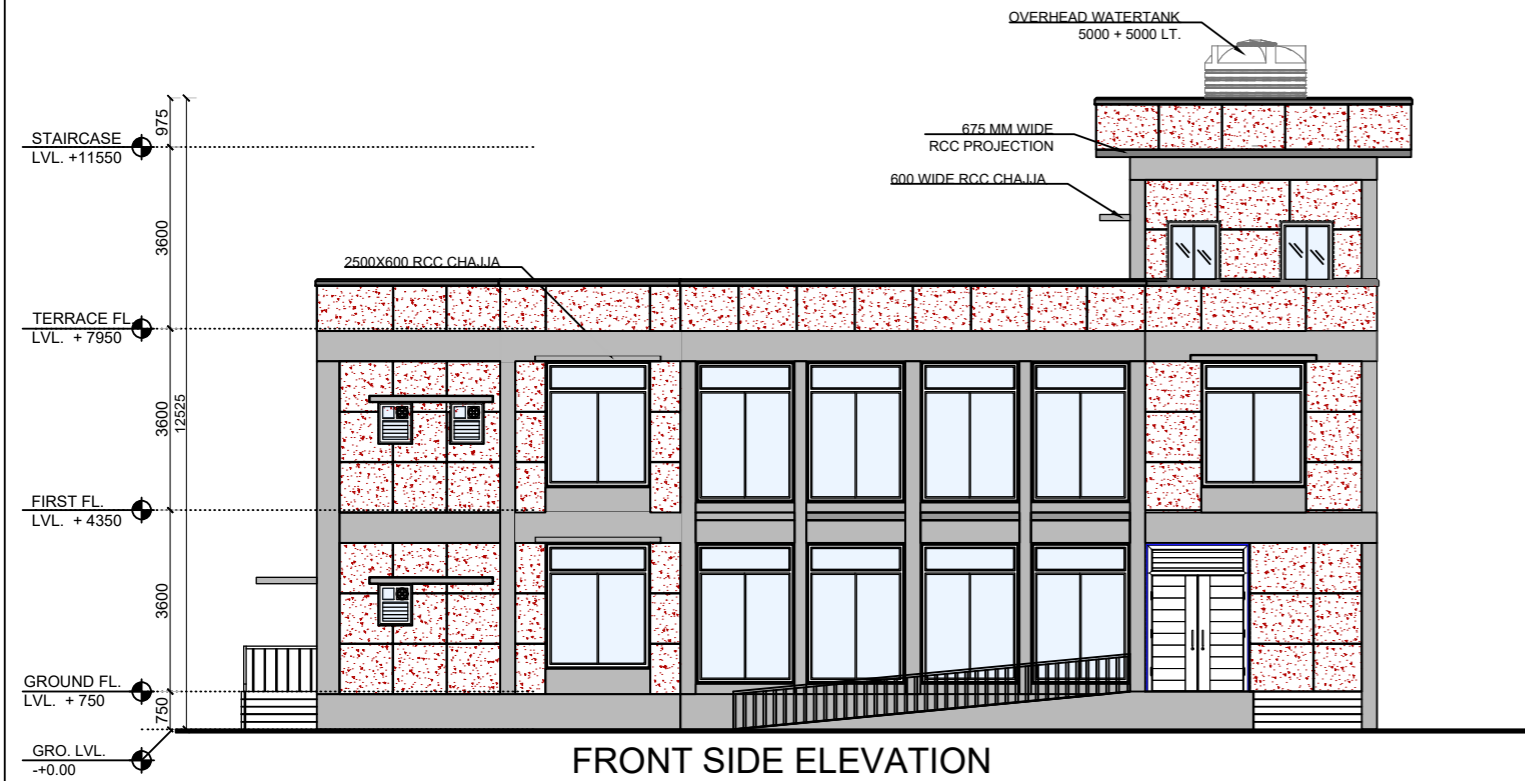 OVERHEAD WATERTANK
5000 + 5000 LT.
975
STAIRCASE
LVL. +11550
675 MM WIDE
RCC PROJECTION
600 WIDE RCC CHAJJA
3600
2500X600 RCC CHAJJA
TERRACE FL.
LVL. + 7950
3600
12525
FIRST FL.
LVL. + 4350
3600
GROUND FL.
LVL. + 750
750
GRO. LVL.
-+0.00
FRONT SIDE ELEVATION